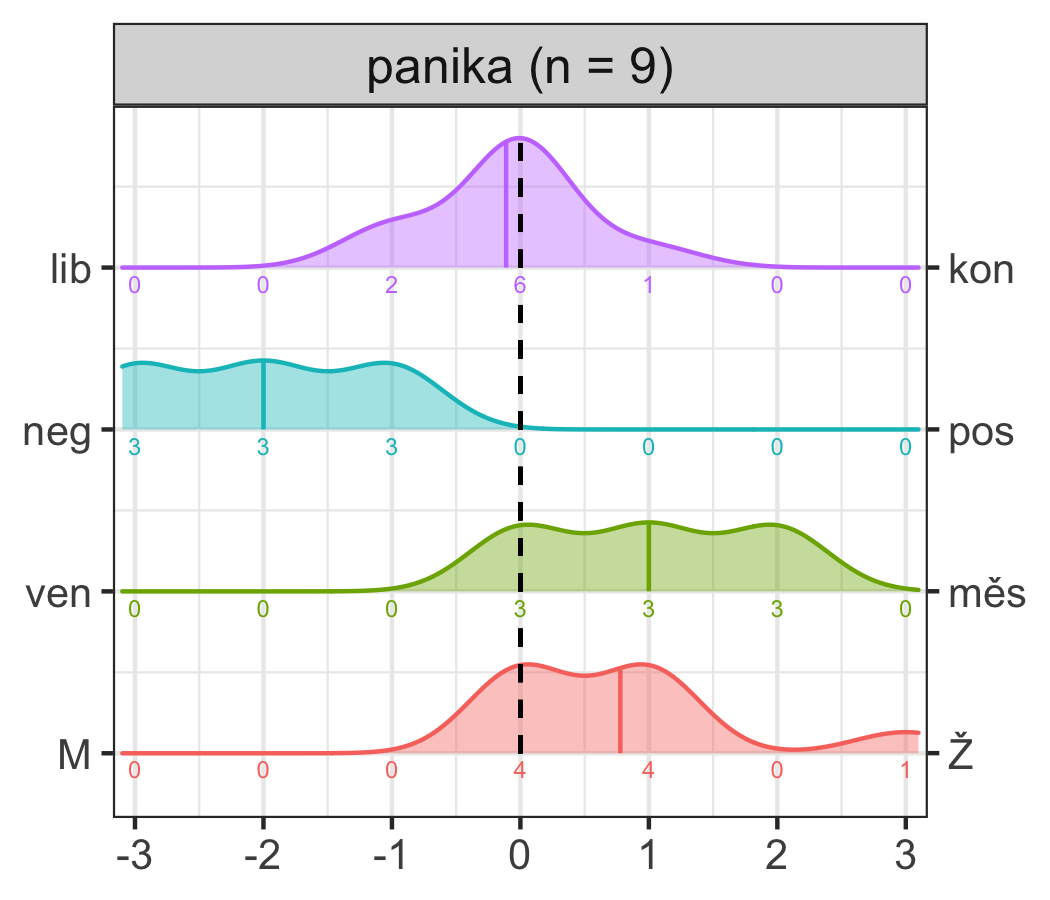 panika (n = 9)
lib kon
0 0 2 6 1 0 0
neg pos
3 3 3 0 0 0 0
ven měs
0 0 0 3 3 3 0
M Ž
0 0 0 4 4 0 1
-3 -2 -1 0 1 2 3